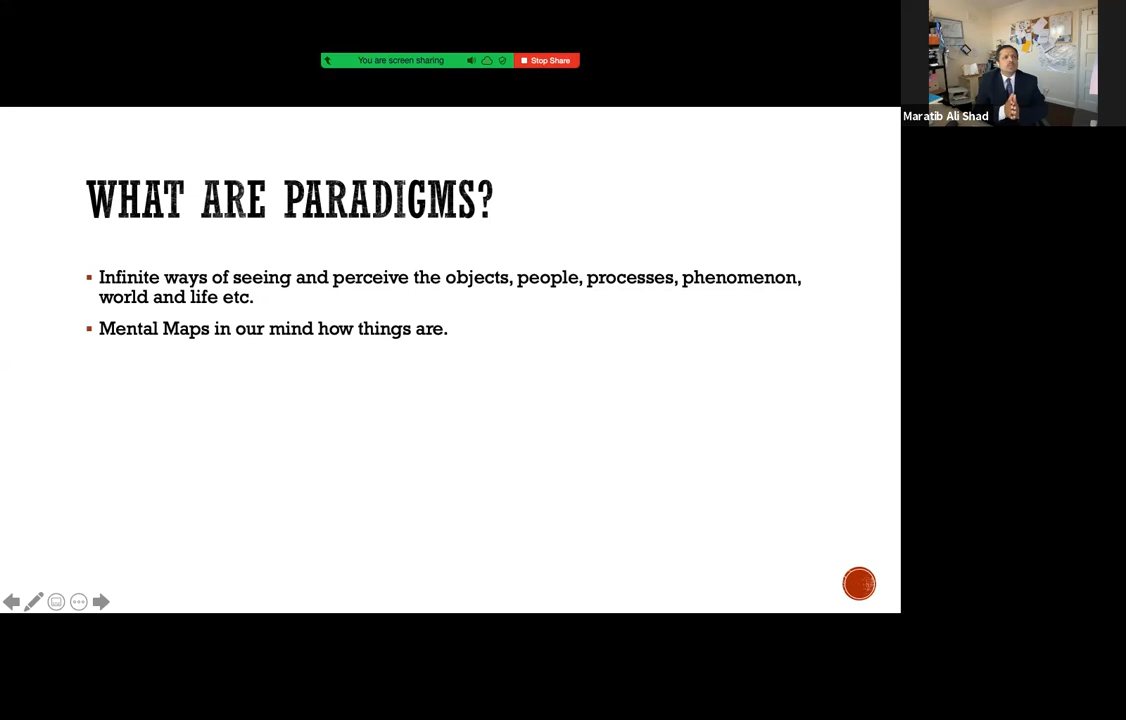 You are screen sharing
Stop Share
Maratib Ali Shad
WHAT ARE PARADIGMS?
Infinite ways of seeing and perceive the objects, people, processes, phenomenon,
world and life etc.
Mental Maps in our mind how things are.